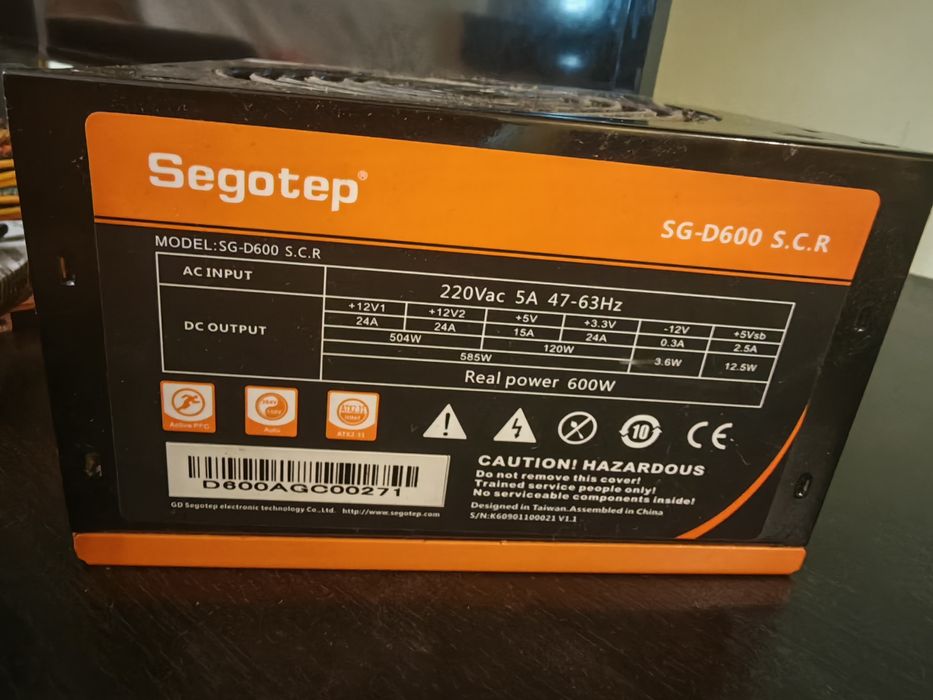 Segotep®
SG-D600 S.C.R
MODEL:SG-D600 S.C.R
AC INPUT 220Vac 5A 47-63Hz
DC OUTPUT +12V1 +12V2 +5V +3.3V -12V +5Vsb
24A 24A 15A 24A 0.3A 2.5A
504W 120W 3.6W 12.5W
585W
Real power 600W
Active PFC
264V
Auto
ATX2.31
10
CE
D600AGC00271
CAUTION! HAZARDOUS
Do not remove this cover!
Trained service people only!
No serviceable components inside!
Designed in Taiwan.Assembled in China
GD Segotep electronic technology Co.,Ltd. http://www.segotep.com
S/N:K60901100021 V1.1